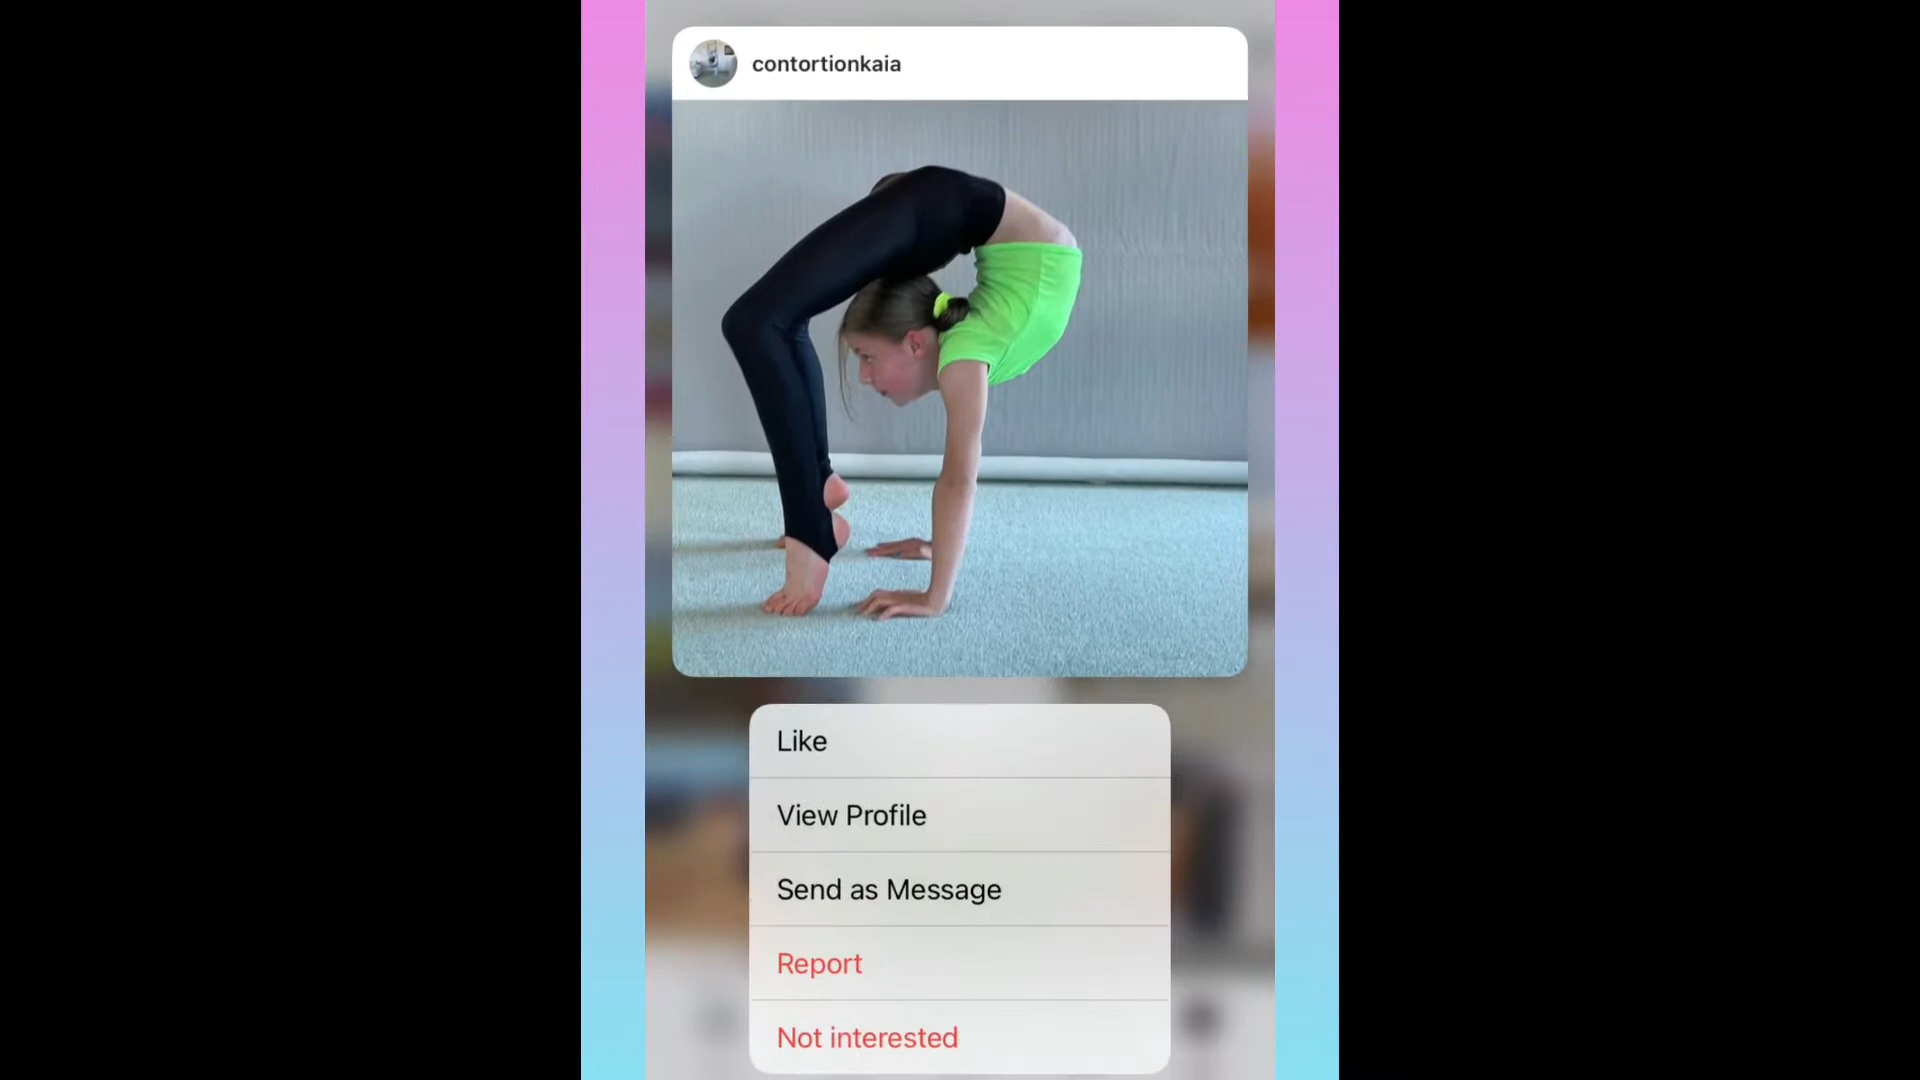 contortionkaia
Like
View Profile
Send as Message
Report
Not interested